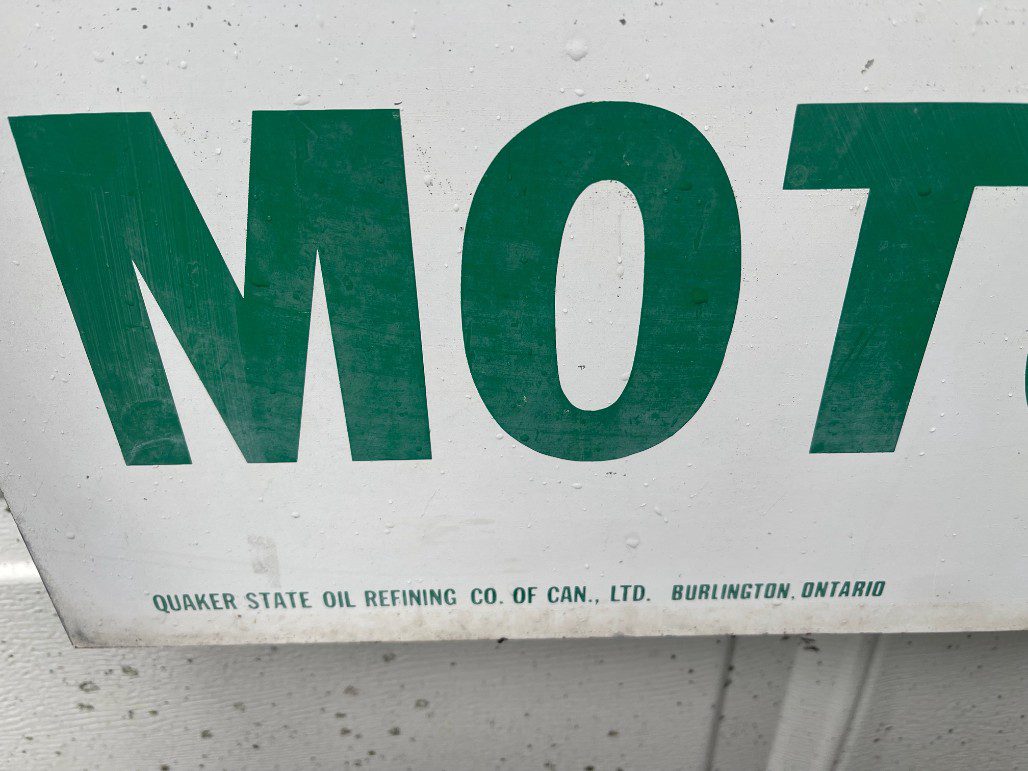 MOT
QUAKER STATE OIL REFINING CO. OF CAN., LTD. BURLINGTON, ONTARIO